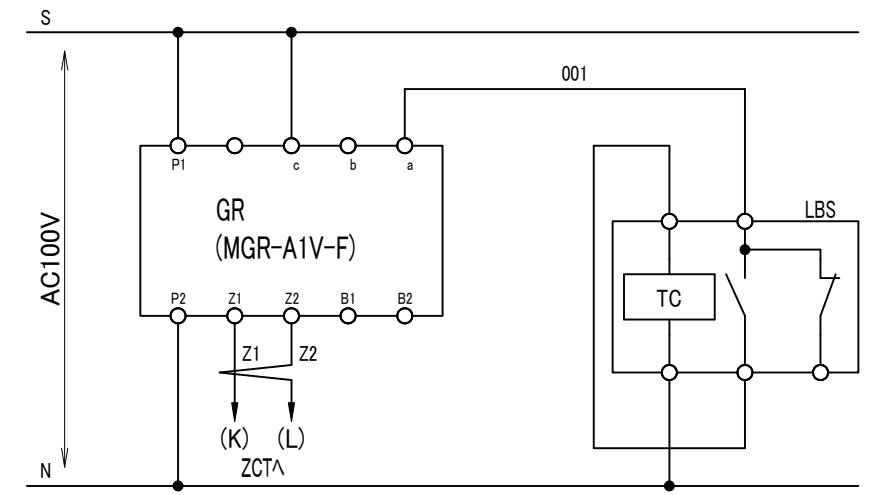 S
001
P1 c b a
LBS
GR
(MGR-A1V-F)
AC100V
TC
P2 Z1 Z2 B1 B2
Z1 Z2
(K) (L)
ZCTへ
N